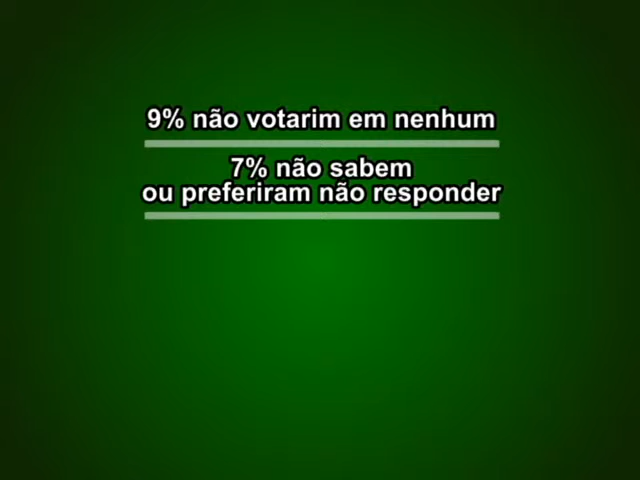 9% não votarim em nenhum
7% não sabem
ou preferiram não responder